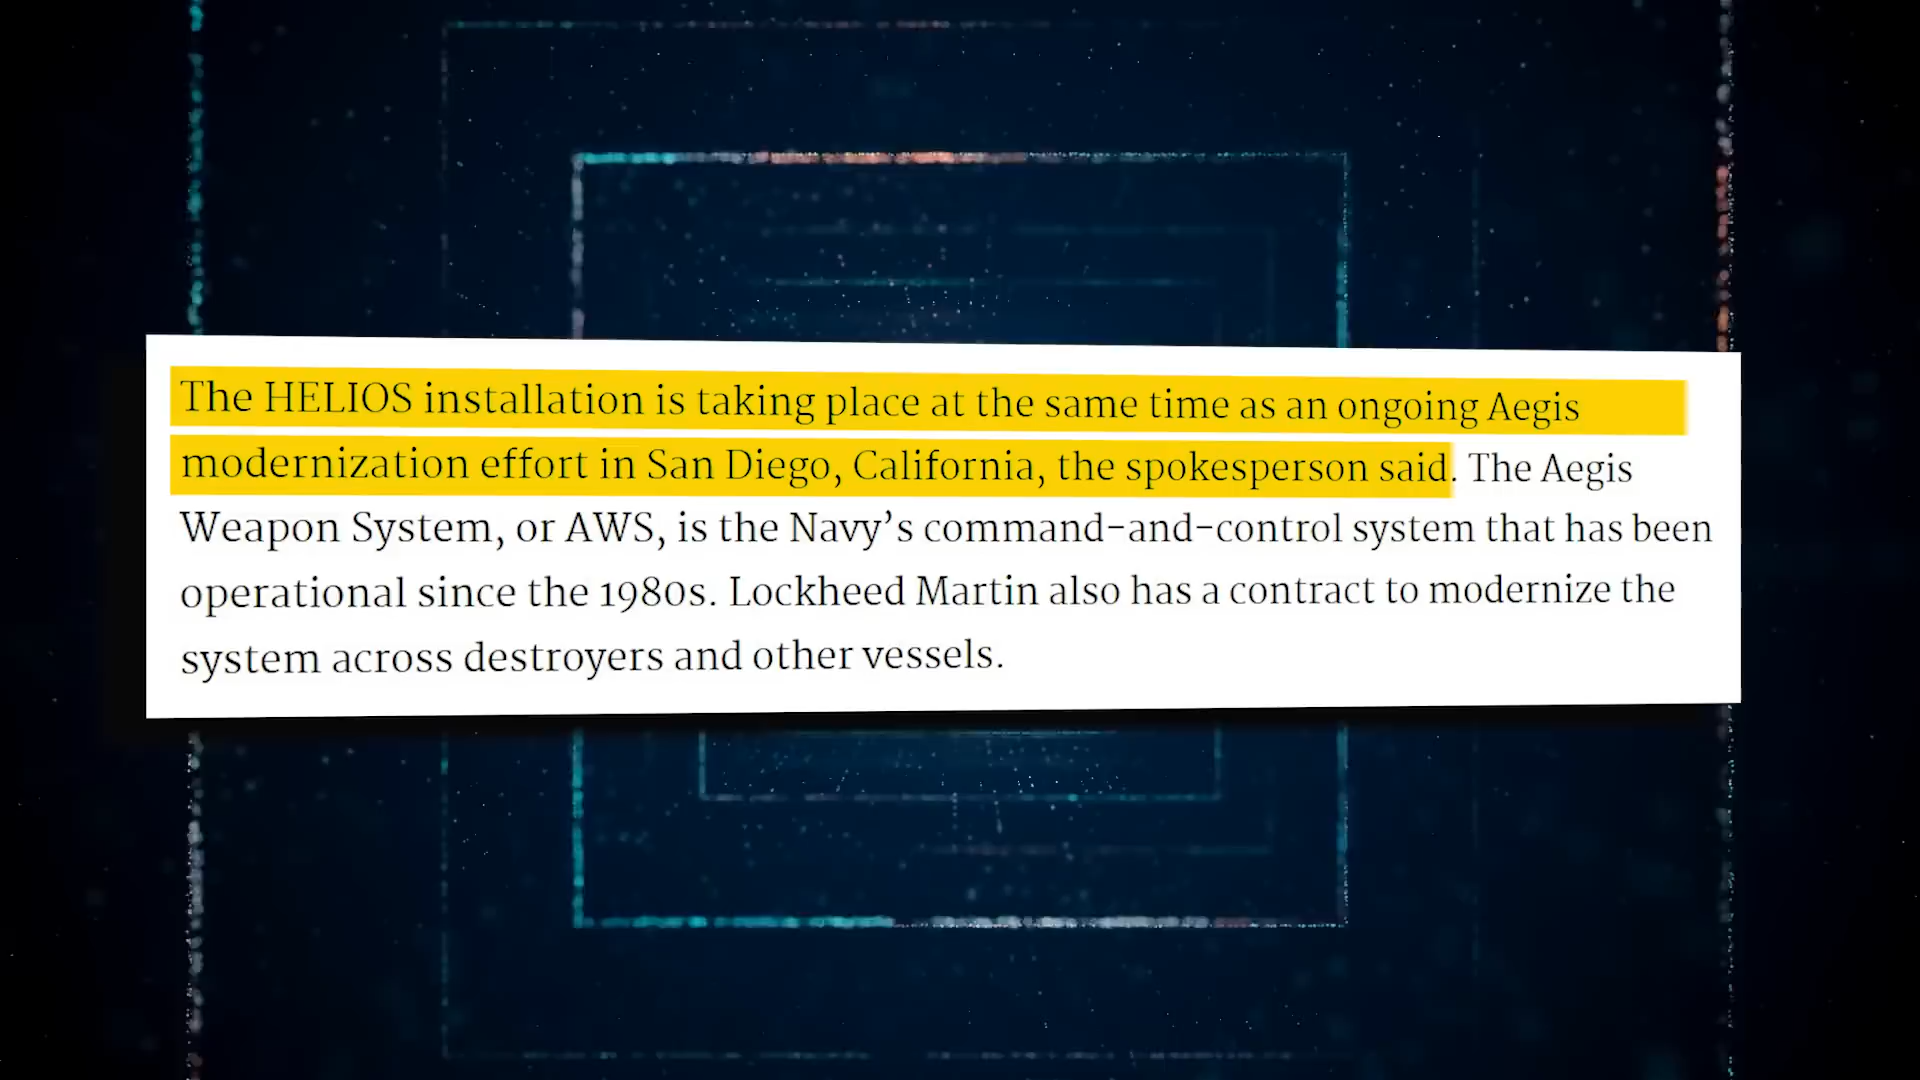 The HELIOS installation is taking place at the same time as an ongoing Aegis
modernization effort in San Diego, California, the spokesperson said. The Aegis
Weapon System, or AWS, is the Navy’s command-and-control system that has been
operational since the 1980s. Lockheed Martin also has a contract to modernize the
system across destroyers and other vessels.